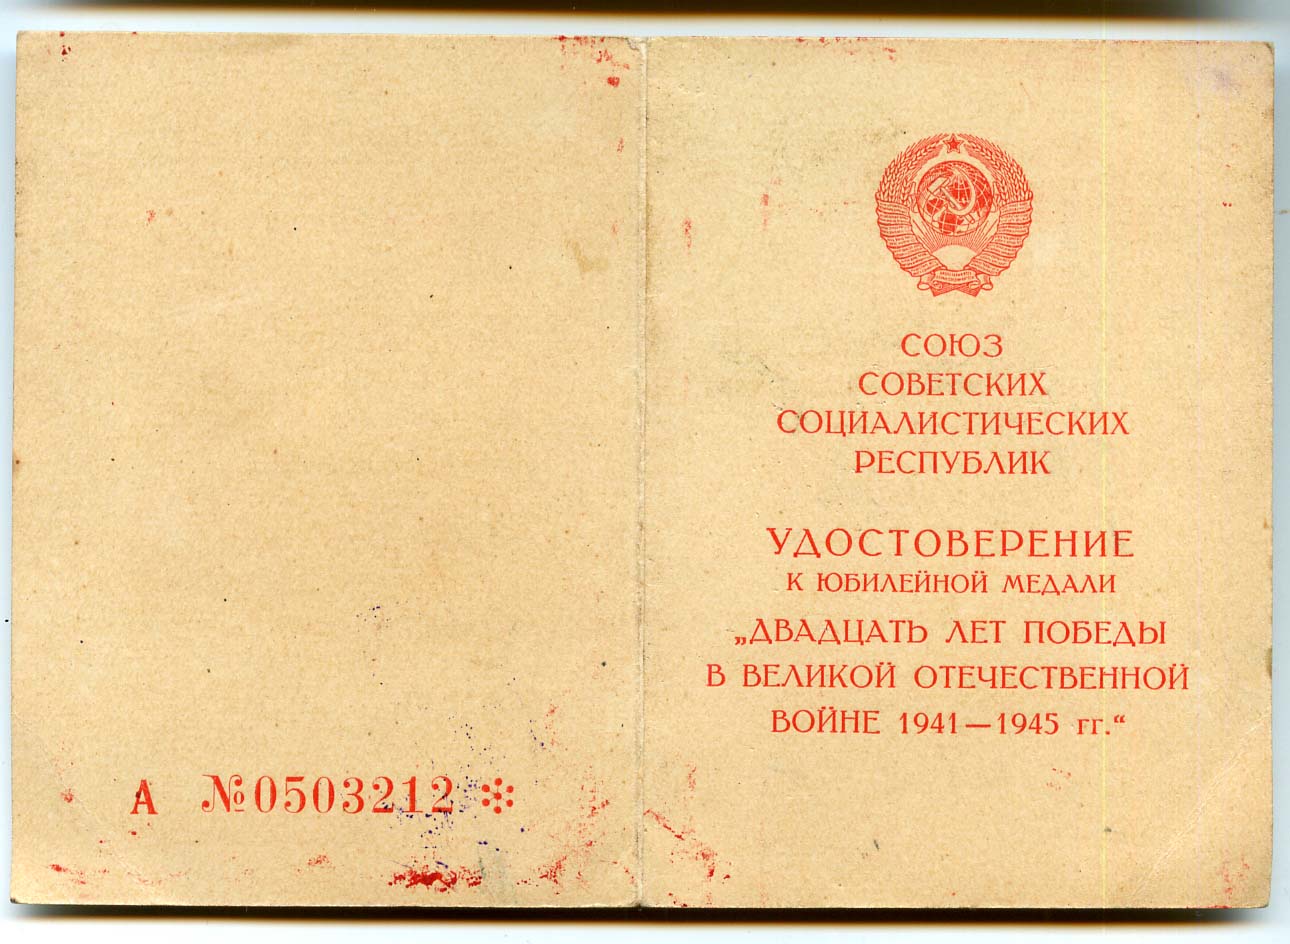 А №0503212
СОЮЗ
СОВЕТСКИХ
СОЦИАЛИСТИЧЕСКИХ
РЕСПУБЛИК
УДОСТОВЕРЕНИЕ
К ЮБИЛЕЙНОЙ МЕДАЛИ
„ДВАДЦАТЬ ЛЕТ ПОБЕДЫ
В ВЕЛИКОЙ ОТЕЧЕСТВЕННОЙ
ВОЙНЕ 1941—1945 гг.“